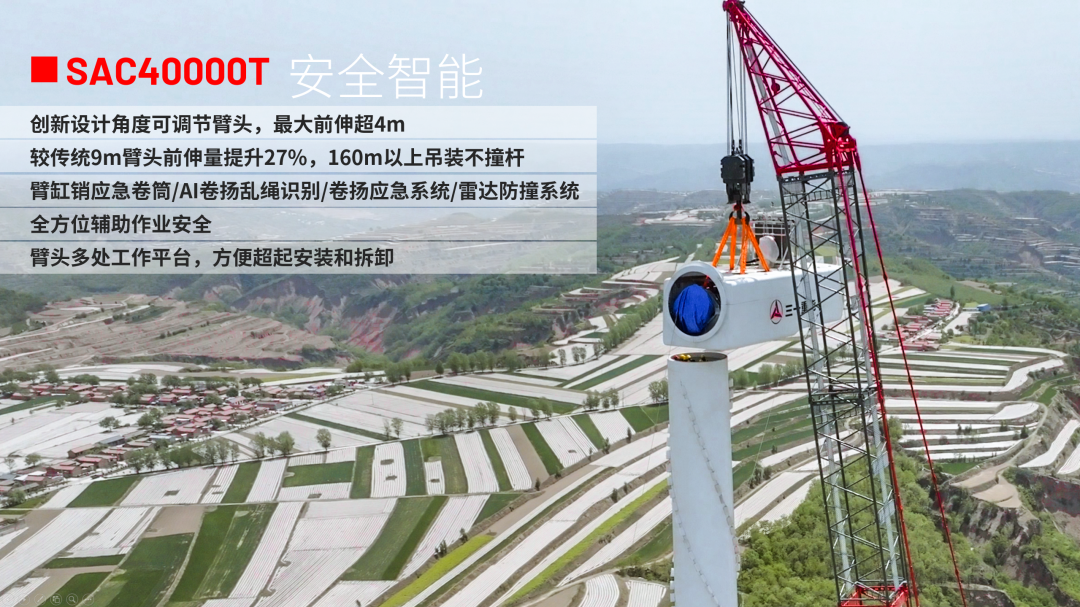 SAC40000T 安全智能
创新设计角度可调节臂头，最大前伸超4m
较传统9m臂头前伸量提升27%，160m以上吊装不撞杆
臂缸销应急卷筒/AI卷扬乱绳识别/卷扬应急系统/雷达防撞系统
全方位辅助作业安全
臂头多处工作平台，方便超起安装和拆卸
三一